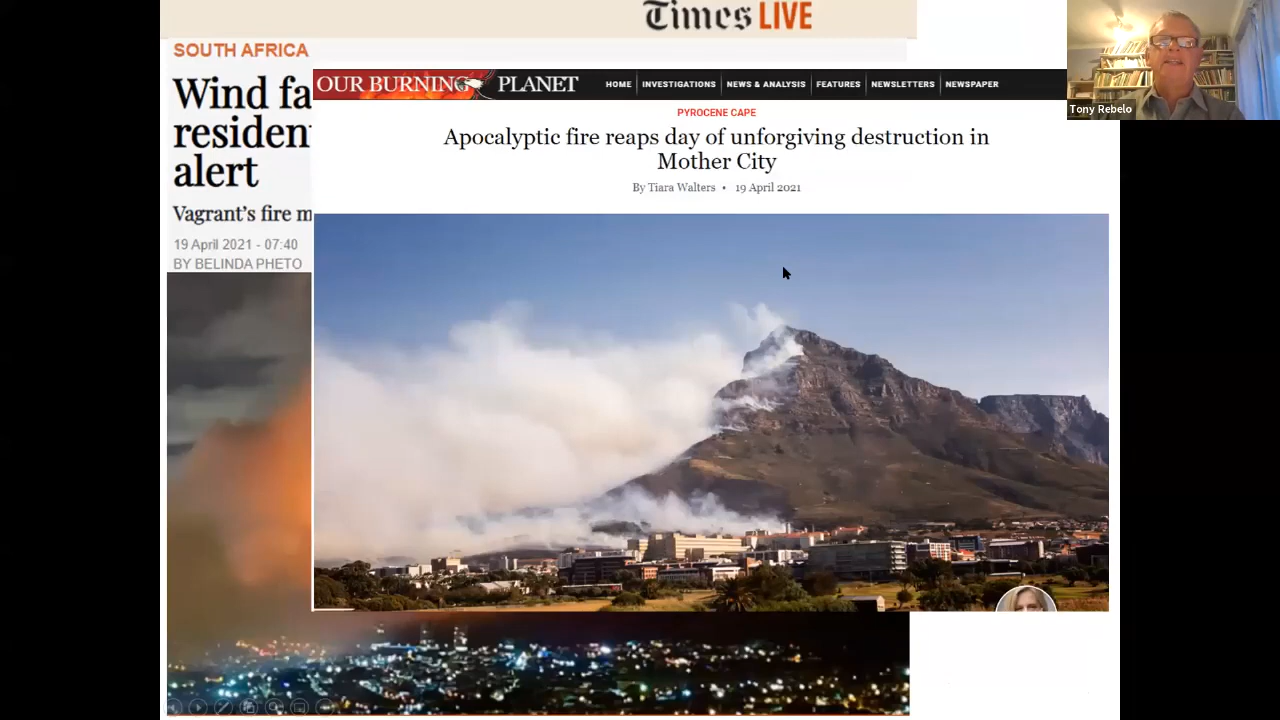 Times LIVE
SOUTH AFRICA
Wind fa
residen
alert
Vagrant's fire m
19 April 2021 - 07:40
BY BELINDA PHETO
OUR BURNING PLANET
HOME INVESTIGATIONS NEWS & ANALYSIS FEATURES NEWSLETTERS NEWSPAPER
PYROCENE CAPE
Apocalyptic fire reaps day of unforgiving destruction in
Mother City
By Tiara Walters • 19 April 2021
Tony Rebelo